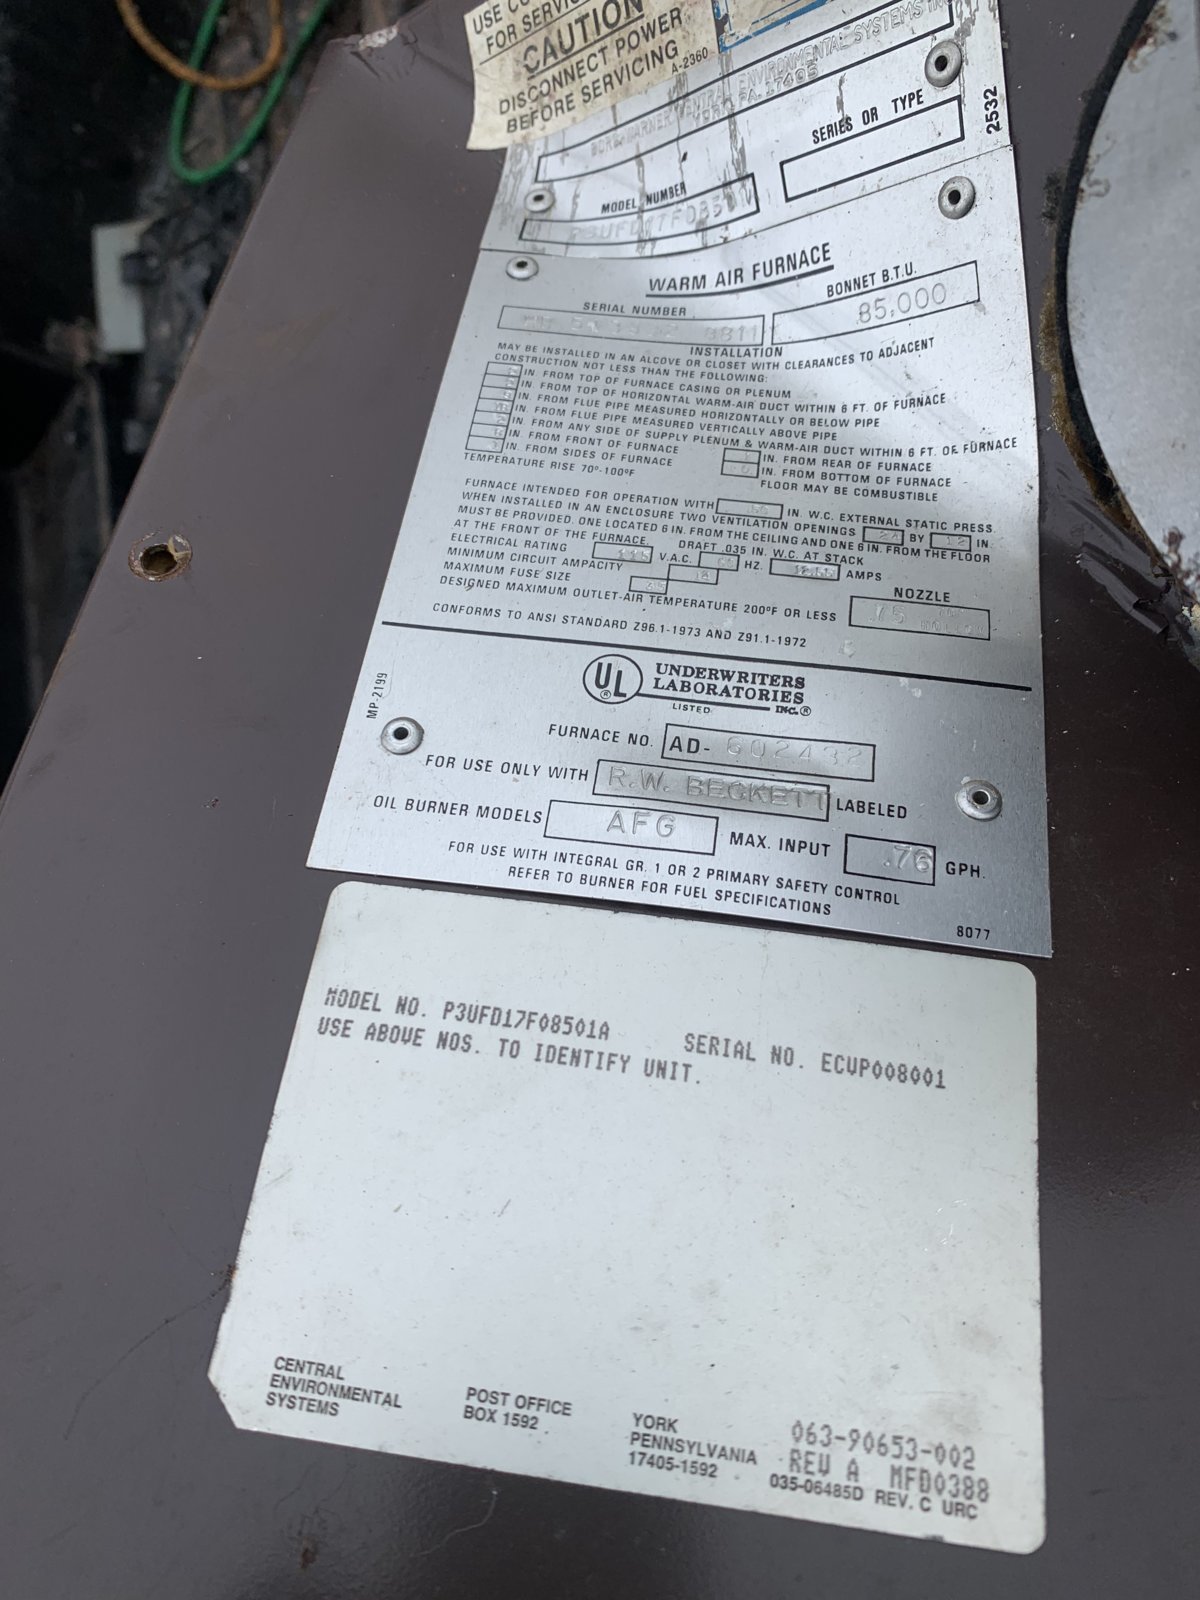 USE
FOR SERVI
CAUTION
DISCONNECT POWER
BEFORE SERVICING
A-2360
ENVIRONMENTAL SYSTEMS
YORK, PA. 17405
MODEL NUMBER
SERIES OR TYPE
2532
WARM AIR FURNACE
SERIAL NUMBER
BONNET B.T.U.
85,000
INSTALLATION
MAY BE INSTALLED IN AN ALCOVE OR CLOSET WITH CLEARANCES TO ADJACENT
CONSTRUCTION NOT LESS THAN THE FOLLOWING:
IN. FROM TOP OF FURNACE CASING OR PLENUM
IN. FROM TOP OF HORIZONTAL WARM-AIR DUCT WITHIN 6 FT. OF FURNACE
IN. FROM FLUE PIPE MEASURED HORIZONTALLY OR BELOW PIPE
IN. FROM FLUE PIPE MEASURED VERTICALLY ABOVE PIPE
IN. FROM ANY SIDE OF SUPPLY PLENUM & WARM-AIR DUCT WITHIN 6 FT. OF FURNACE
IN. FROM FRONT OF FURNACE IN. FROM REAR OF FURNACE
IN. FROM SIDES OF FURNACE IN. FROM BOTTOM OF FURNACE
TEMPERATURE RISE 70°-100°F FLOOR MAY BE COMBUSTIBLE
FURNACE INTENDED FOR OPERATION WITH IN. W.C. EXTERNAL STATIC PRESS.
WHEN INSTALLED IN AN ENCLOSURE TWO VENTILATION OPENINGS 24 BY 12 IN.
MUST BE PROVIDED. ONE LOCATED 6 IN. FROM THE CEILING AND ONE 6 IN. FROM THE FLOOR
AT THE FRONT OF THE FURNACE. DRAFT .035 IN. W.C. AT STACK
ELECTRICAL RATING 115 V.A.C. HZ. AMPS
MINIMUM CIRCUIT AMPACITY
MAXIMUM FUSE SIZE
DESIGNED MAXIMUM OUTLET-AIR TEMPERATURE 200°F OR LESS
NOZZLE
.75
CONFORMS TO ANSI STANDARD Z96.1-1973 AND Z91.1-1972
MP-2199
UL ® UNDERWRITERS
LABORATORIES
LISTED INC.®
FURNACE NO. AD- 602432
FOR USE ONLY WITH R.W. BECKETT LABELED
OIL BURNER MODELS AFG MAX. INPUT .76 GPH.
FOR USE WITH INTEGRAL GR. 1 OR 2 PRIMARY SAFETY CONTROL
REFER TO BURNER FOR FUEL SPECIFICATIONS
8077
MODEL NO. P3UFD17F08501A SERIAL NO. ECVP008001
USE ABOVE NOS. TO IDENTIFY UNIT.
CENTRAL
ENVIRONMENTAL
SYSTEMS
POST OFFICE
BOX 1592
YORK
PENNSYLVANIA
17405-1592
063-90653-002
REV A MFD0388
035-06485D REV. C URC